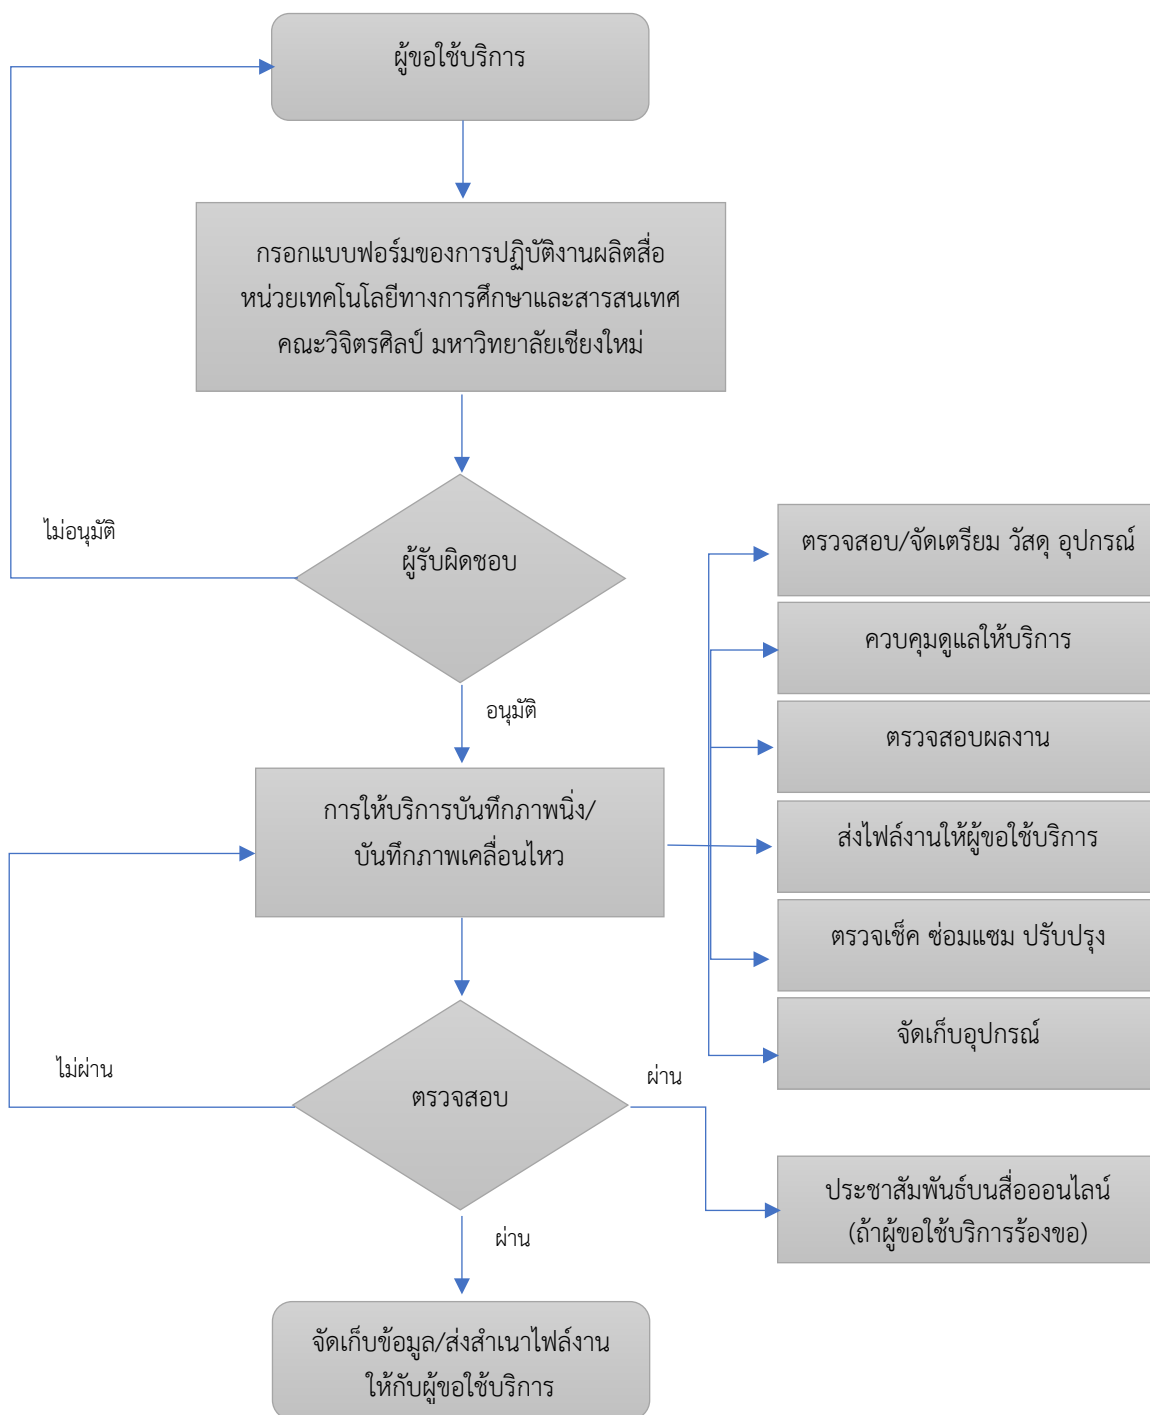 ผู้ขอใช้บริการ
กรอกแบบฟอร์มของการปฏิบัติงานผลิตสื่อ
หน่วยเทคโนโลยีทางการศึกษาและสารสนเทศ
คณะวิจิตรศิลป์ มหาวิทยาลัยเชียงใหม่
ไม่อนุมัติ
ผู้รับผิดชอบ
อนุมัติ
การให้บริการบันทึกภาพนิ่ง/
บันทึกภาพเคลื่อนไหว
ตรวจสอบ/จัดเตรียม วัสดุ อุปกรณ์
ควบคุมดูแลให้บริการ
ตรวจสอบผลงาน
ส่งไฟล์งานให้ผู้ขอใช้บริการ
ตรวจเช็ค ซ่อมแซม ปรับปรุง
จัดเก็บอุปกรณ์
ไม่ผ่าน
ตรวจสอบ
ผ่าน
ประชาสัมพันธ์บนสื่อออนไลน์
(ถ้าผู้ขอใช้บริการร้องขอ)
ผ่าน
จัดเก็บข้อมูล/ส่งสำเนาไฟล์งาน
ให้กับผู้ขอใช้บริการ